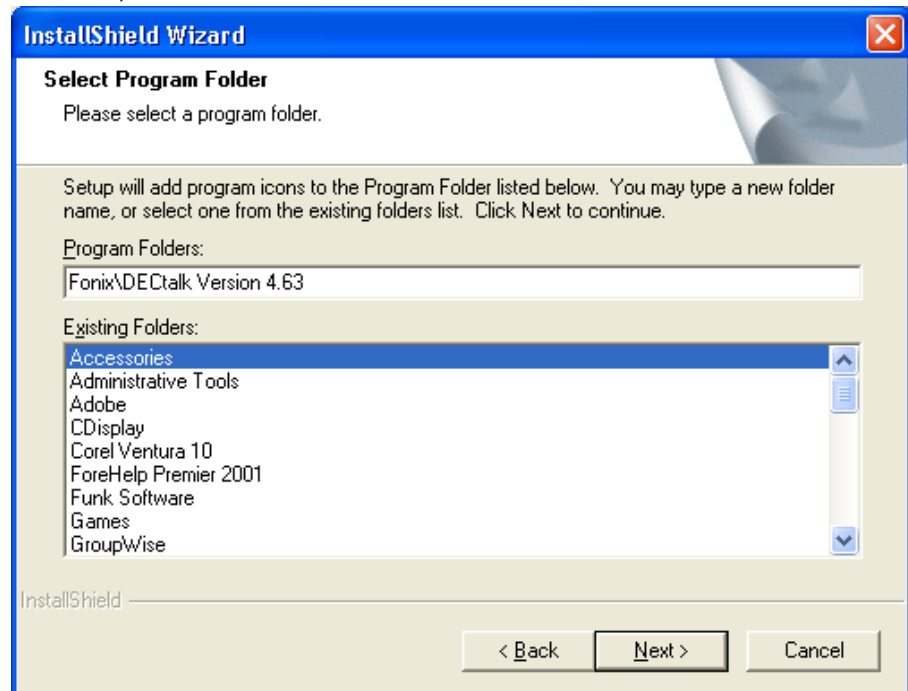 InstallShield Wizard
Select Program Folder
Please select a program folder.
Setup will add program icons to the Program Folder listed below.  You may type a new folder
name, or select one from the existing folders list.  Click Next to continue.
Program Folders:
Fonix\DECtalk Version 4.63
Existing Folders:
Accessories
Administrative Tools
Adobe
CDisplay
Corel Ventura 10
ForeHelp Premier 2001
Funk Software
Games
GroupWise
InstallShield
< Back Next > Cancel